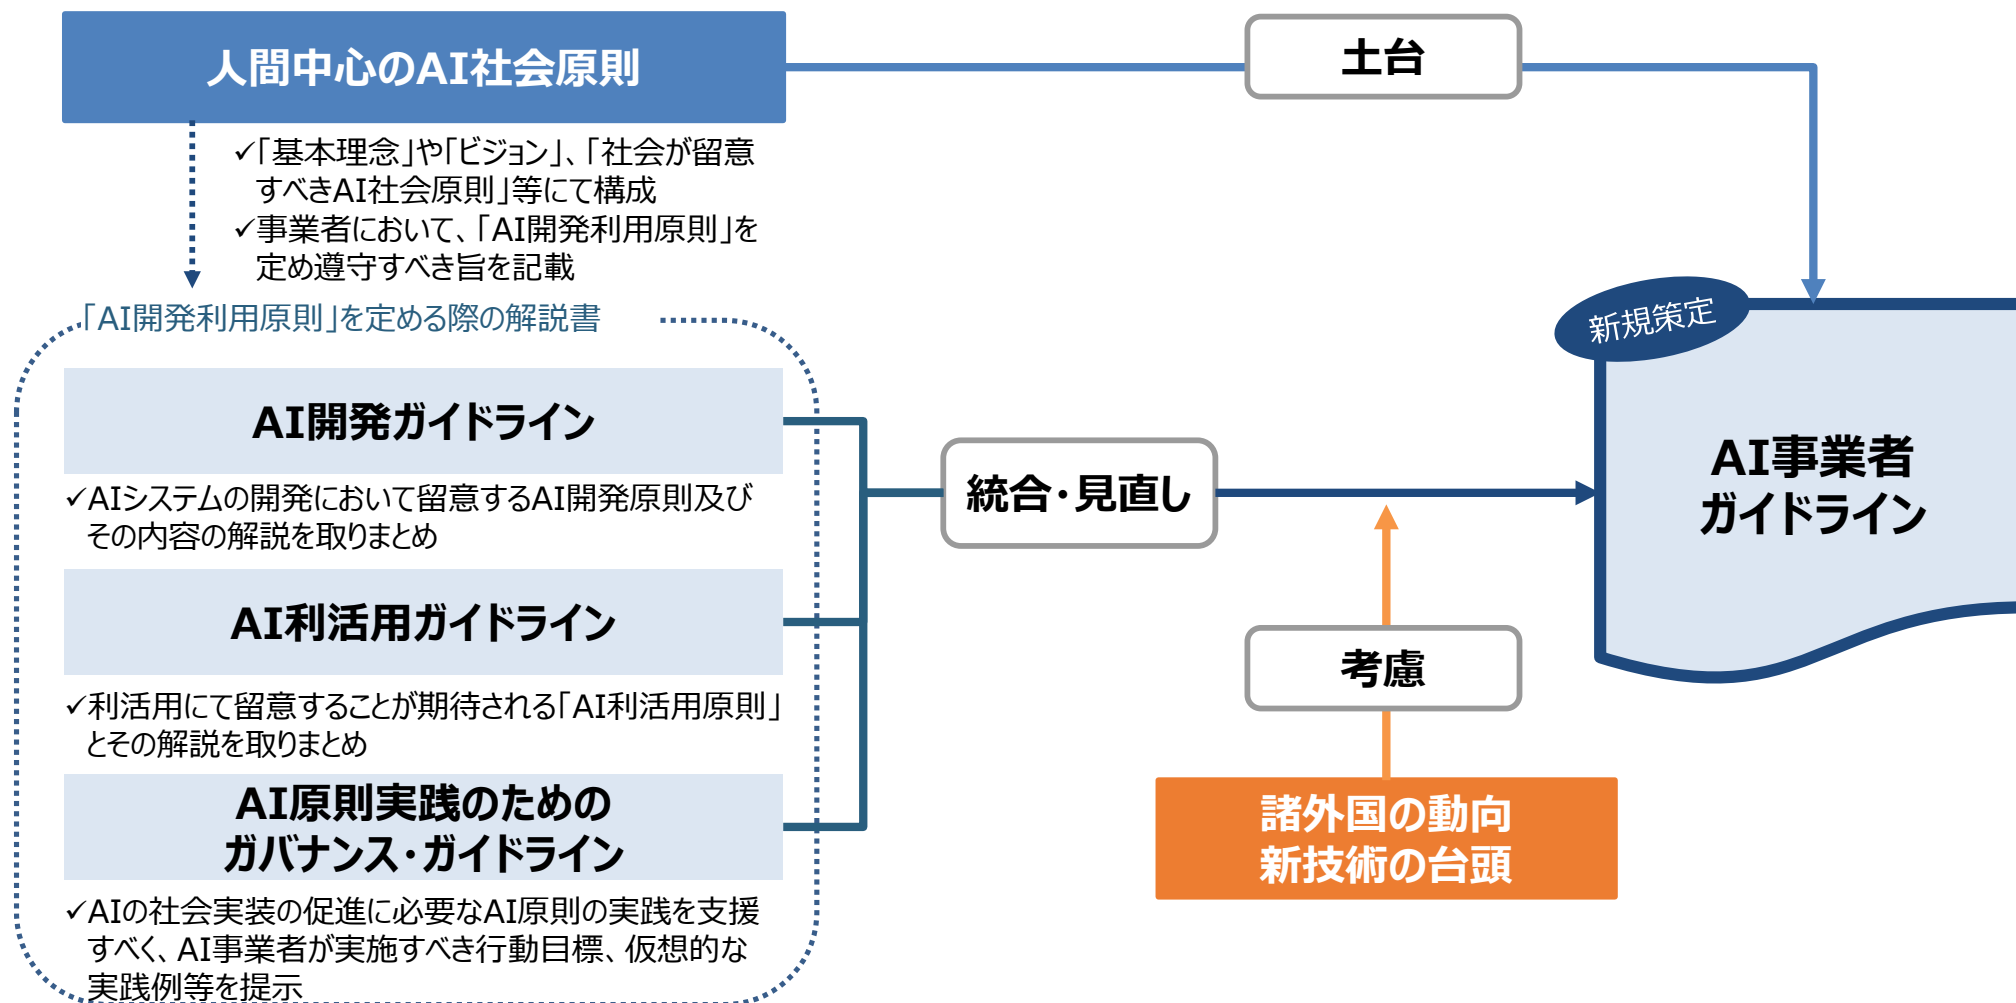 人間中心のAI社会原則
土台
✓「基本理念」や「ビジョン」、「社会が留意
すべきAI社会原則」等にて構成
✓事業者において、「AI開発利用原則」を
定め遵守すべき旨を記載
「AI開発利用原則」を定める際の解説書
新規策定
AI開発ガイドライン
✓AIシステムの開発において留意するAI開発原則及び
その内容の解説を取りまとめ
統合・見直し
AI事業者
ガイドライン
AI利活用ガイドライン
✓利活用にて留意することが期待される「AI利活用原則」
とその解説を取りまとめ
考慮
AI原則実践のための
ガバナンス・ガイドライン
諸外国の動向
新技術の台頭
✓AIの社会実装の促進に必要なAI原則の実践を支援
すべく、AI事業者が実施すべき行動目標、仮想的な
実践例等を提示